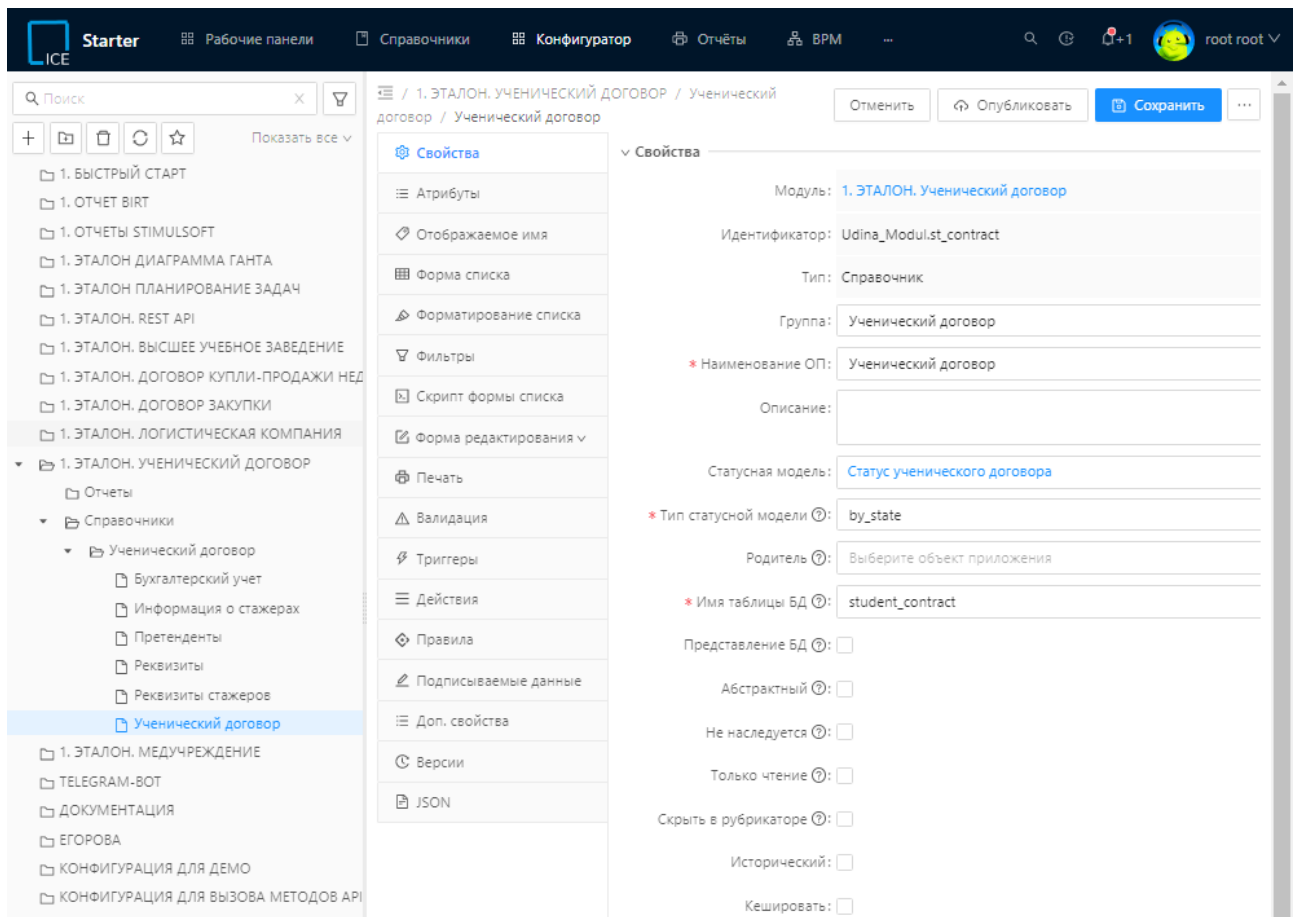 ICE
Starter
Рабочие панели
Справочники
Конфигуратор
Отчёты
BPM
...
+1
root root
Поиск
Показать все
1. БЫСТРЫЙ СТАРТ
1. ОТЧЕТ BIRT
1. ОТЧЕТЫ STIMULSOFT
1. ЭТАЛОН ДИАГРАММА ГАНТА
1. ЭТАЛОН ПЛАНИРОВАНИЕ ЗАДАЧ
1. ЭТАЛОН. REST API
1. ЭТАЛОН. ВЫСШЕЕ УЧЕБНОЕ ЗАВЕДЕНИЕ
1. ЭТАЛОН. ДОГОВОР КУПЛИ-ПРОДАЖИ НЕД
1. ЭТАЛОН. ДОГОВОР ЗАКУПКИ
1. ЭТАЛОН. ЛОГИСТИЧЕСКАЯ КОМПАНИЯ
1. ЭТАЛОН. УЧЕНИЧЕСКИЙ ДОГОВОР
Отчеты
Справочники
Ученический договор
Бухгалтерский учет
Информация о стажерах
Претенденты
Реквизиты
Реквизиты стажеров
Ученический договор
1. ЭТАЛОН. МЕДУЧРЕЖДЕНИЕ
TELEGRAM-BOT
ДОКУМЕНТАЦИЯ
ЕГОРОВА
КОНФИГУРАЦИЯ ДЛЯ ДЕМО
КОНФИГУРАЦИЯ ДЛЯ ВЫЗОВА МЕТОДОВ API
/ 1. ЭТАЛОН. УЧЕНИЧЕСКИЙ ДОГОВОР / Ученический
договор / Ученический договор
Отменить
Опубликовать
Сохранить
...
Свойства
Атрибуты
Отображаемое имя
Форма списка
Форматирование списка
Фильтры
Скрипт формы списка
Форма редактирования
Печать
Валидация
Триггеры
Действия
Правила
Подписываемые данные
Доп. свойства
Версии
JSON
Свойства
Модуль: 1. ЭТАЛОН. Ученический договор
Идентификатор: Udina_Modul.st_contract
Тип: Справочник
Группа: Ученический договор
* Наименование ОП: Ученический договор
Описание:
Статусная модель: Статус ученического договора
* Тип статусной модели ?: by_state
Родитель ?: Выберите объект приложения
* Имя таблицы БД ?: student_contract
Представление БД ?:
Абстрактный ?:
Не наследуется ?:
Только чтение ?:
Скрыть в рубрикаторе ?:
Исторический:
Кешировать: